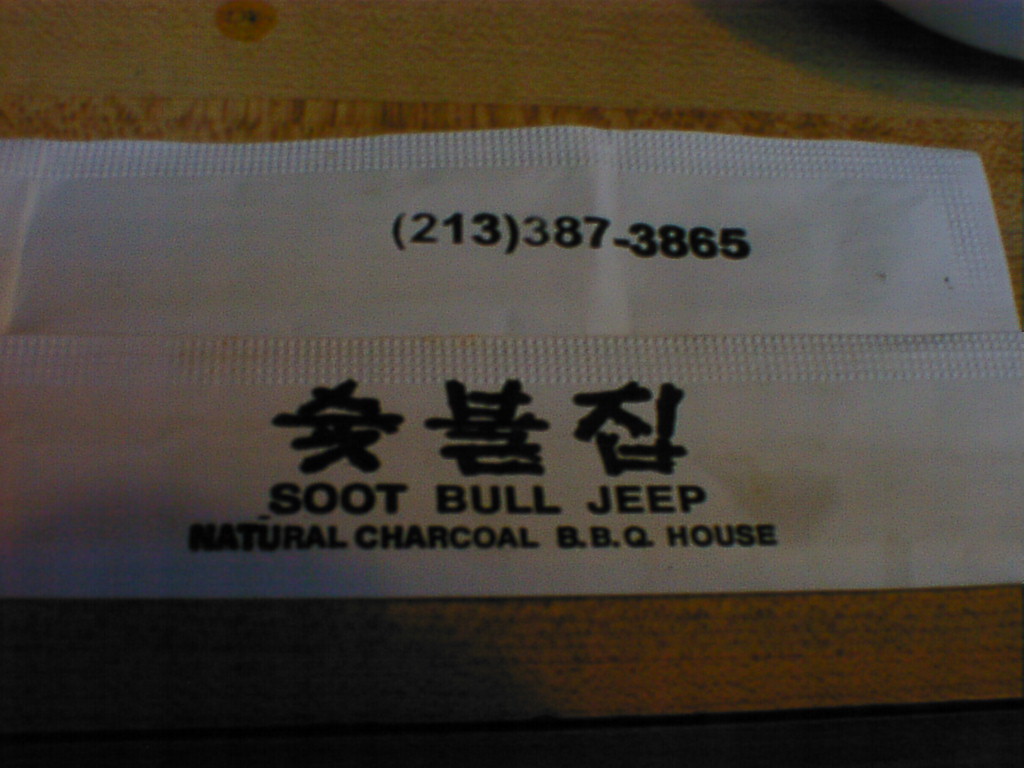 (213)387-3865
숯불집
SOOT BULL JEEP
NATURAL CHARCOAL B.B.Q. HOUSE